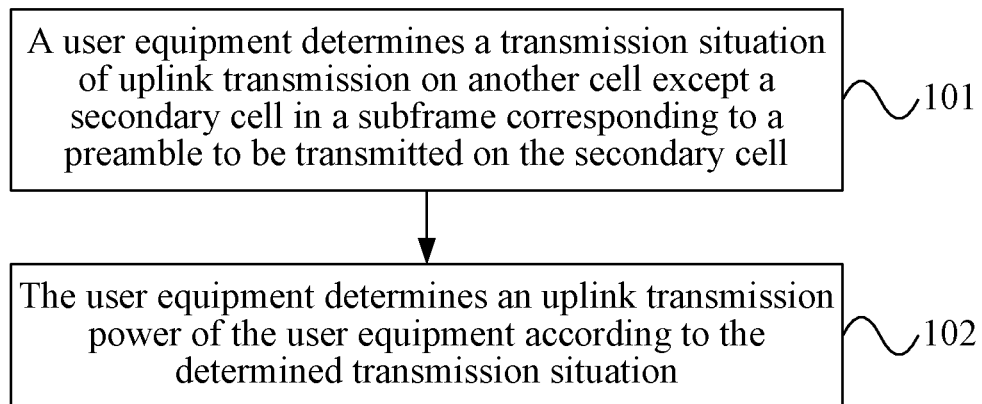 A user equipment determines a transmission situation
of uplink transmission on another cell except a
secondary cell in a subframe corresponding to a
preamble to be transmitted on the secondary cell
101
The user equipment determines an uplink transmission
power of the user equipment according to the
determined transmission situation
102